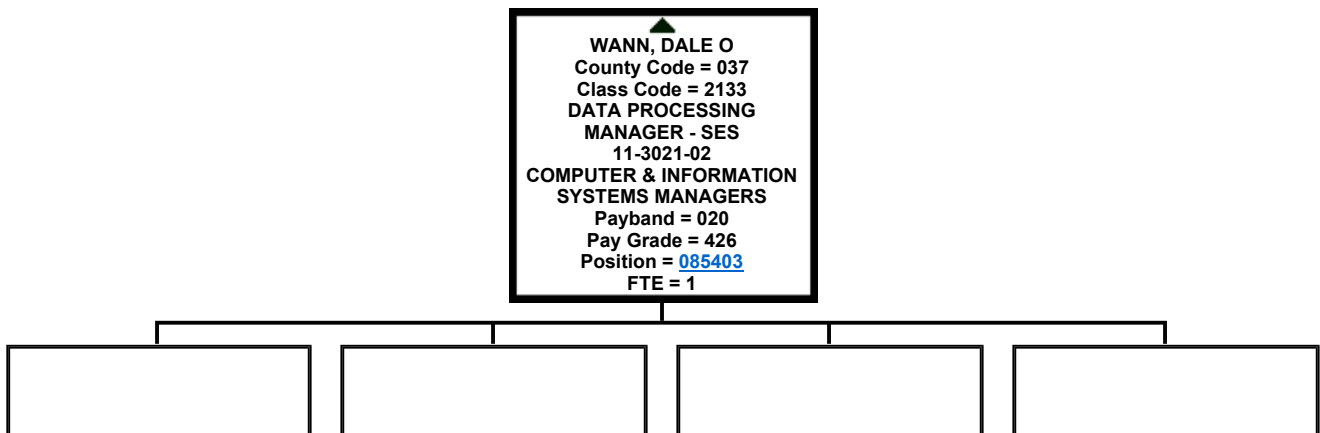 WANN, DALE O
County Code = 037
Class Code = 2133
DATA PROCESSING
MANAGER - SES
11-3021-02
COMPUTER & INFORMATION
SYSTEMS MANAGERS
Payband = 020
Pay Grade = 426
Position = 085403
FTE = 1